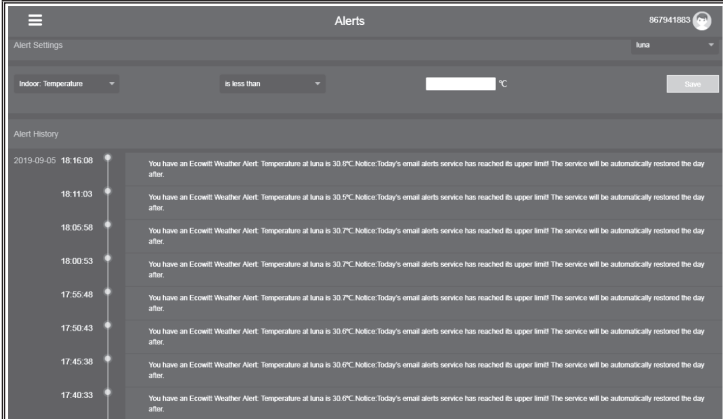 Alerts
867941883
Alert Settings
luna
Indoor: Temperature
is less than
℃
Save
Alert History
2019-09-05 18:16:08
You have an Ecowitt Weather Alert: Temperature at luna is 30.8℃.Notice:Today's email alerts service has reached its upper limit! The service will be automatically restored the day
after.
18:11:03
You have an Ecowitt Weather Alert: Temperature at luna is 30.5℃.Notice:Today's email alerts service has reached its upper limit! The service will be automatically restored the day
after.
18:05:58
You have an Ecowitt Weather Alert: Temperature at luna is 30.7℃.Notice:Today's email alerts service has reached its upper limit! The service will be automatically restored the day
after.
18:00:53
You have an Ecowitt Weather Alert: Temperature at luna is 30.7℃.Notice:Today's email alerts service has reached its upper limit! The service will be automatically restored the day
after.
17:55:48
You have an Ecowitt Weather Alert: Temperature at luna is 30.7℃.Notice:Today's email alerts service has reached its upper limit! The service will be automatically restored the day
after.
17:50:43
You have an Ecowitt Weather Alert: Temperature at luna is 30.6℃.Notice:Today's email alerts service has reached its upper limit! The service will be automatically restored the day
after.
17:45:38
You have an Ecowitt Weather Alert: Temperature at luna is 30.6℃.Notice:Today's email alerts service has reached its upper limit! The service will be automatically restored the day
after.
17:40:33
You have an Ecowitt Weather Alert: Temperature at luna is 30.6℃.Notice:Today's email alerts service has reached its upper limit! The service will be automatically restored the day
after.